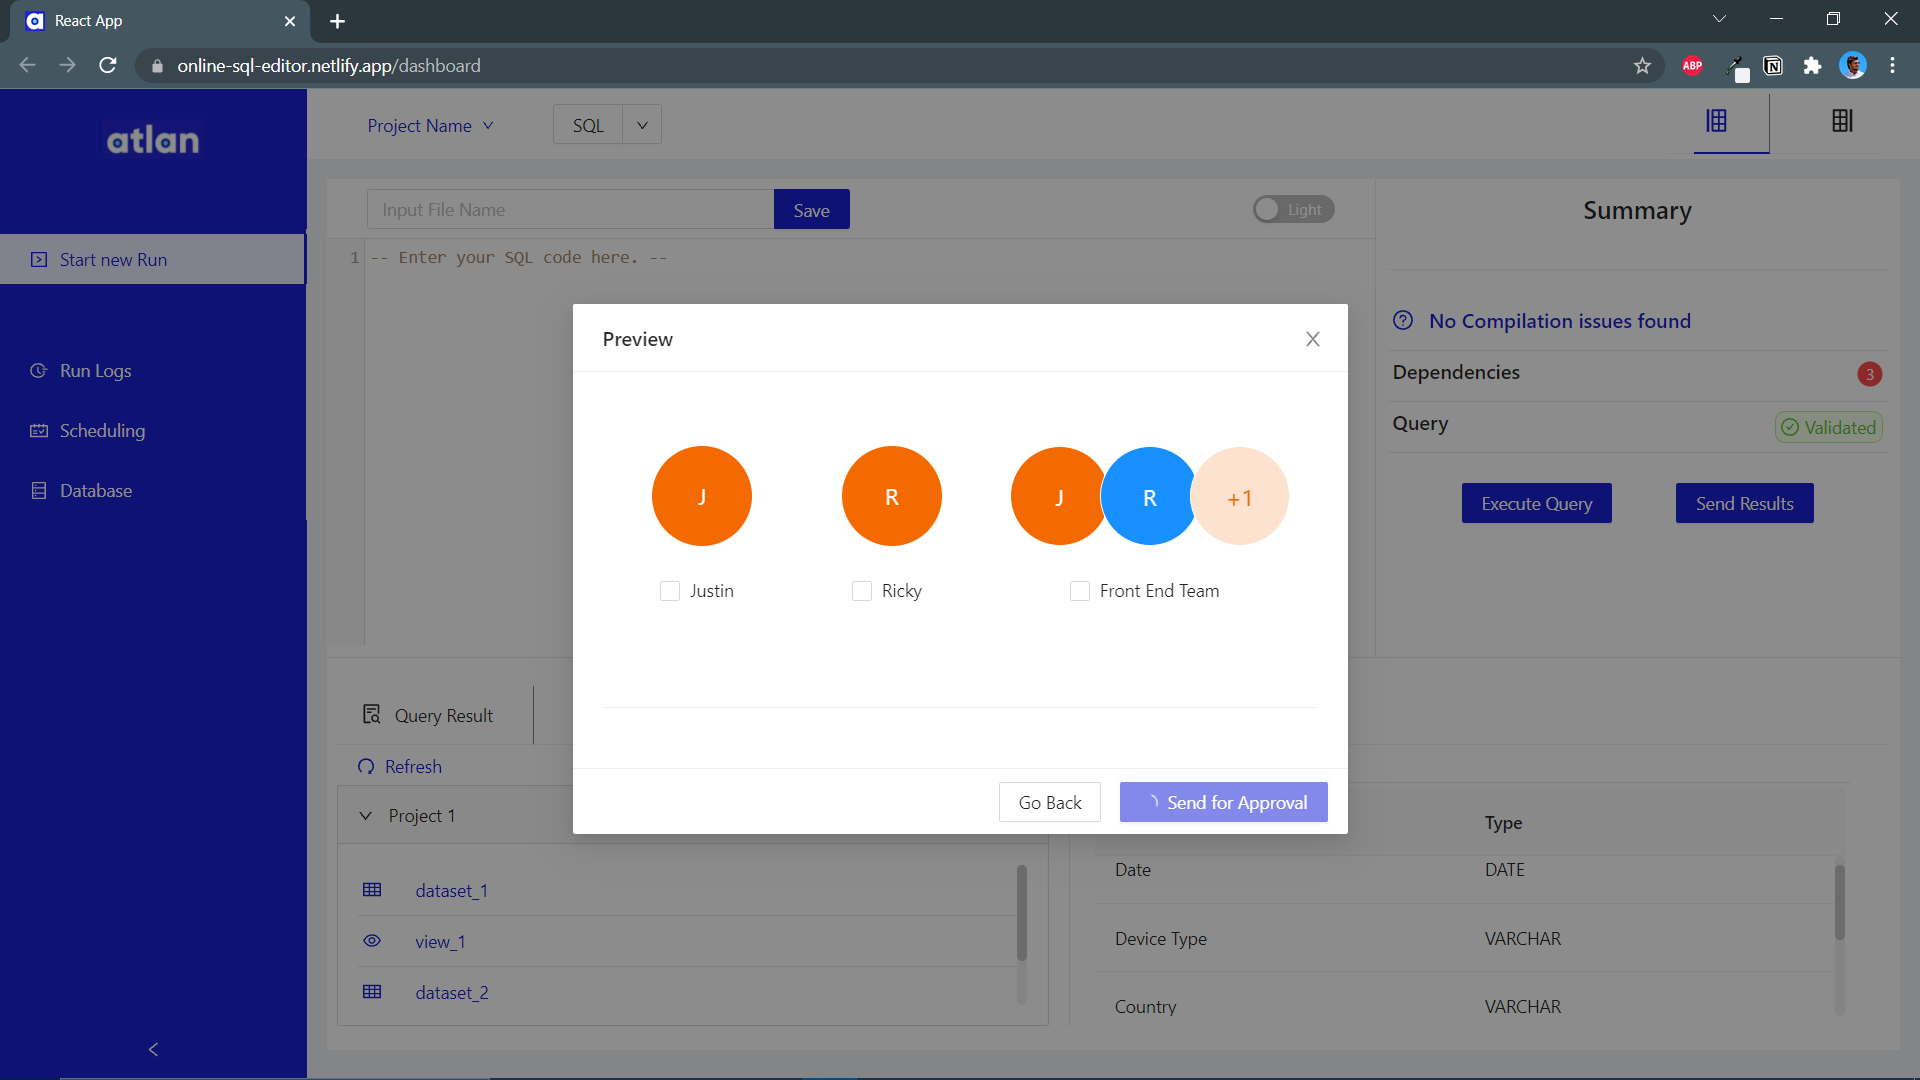 React App
online-sql-editor.netlify.app/dashboard
ABP
atlan
Project Name
SQL
Start new Run
Run Logs
Scheduling
Database
Input File Name
Save
Light
1
-- Enter your SQL code here. --
Summary
No Compilation issues found
Dependencies
3
Query
Validated
Execute Query
Send Results
Preview
J
R
J
R
+1
Justin
Ricky
Front End Team
Go Back
Send for Approval
Query Result
Refresh
Project 1
dataset_1
view_1
dataset_2
Type
Date
DATE
Device Type
VARCHAR
Country
VARCHAR